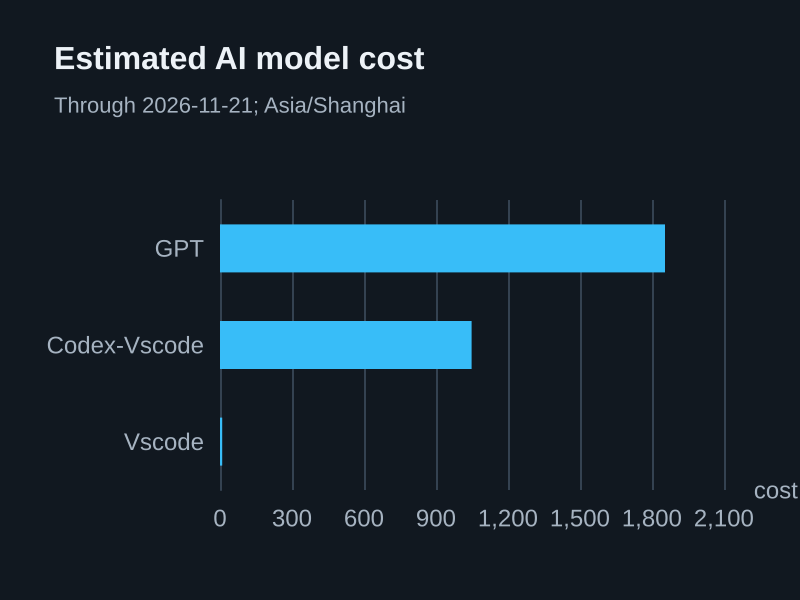 Estimated AI model cost
Through 2026-11-21; Asia/Shanghai
GPT
Codex-Vscode
Vscode
cost
0 300 600 900 1,200 1,500 1,800 2,100